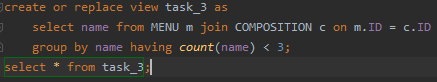 create or replace view task_3 as
select name from MENU m join COMPOSITION c on m.ID = c.ID
group by name having count(name) < 3;
select * from task_3;